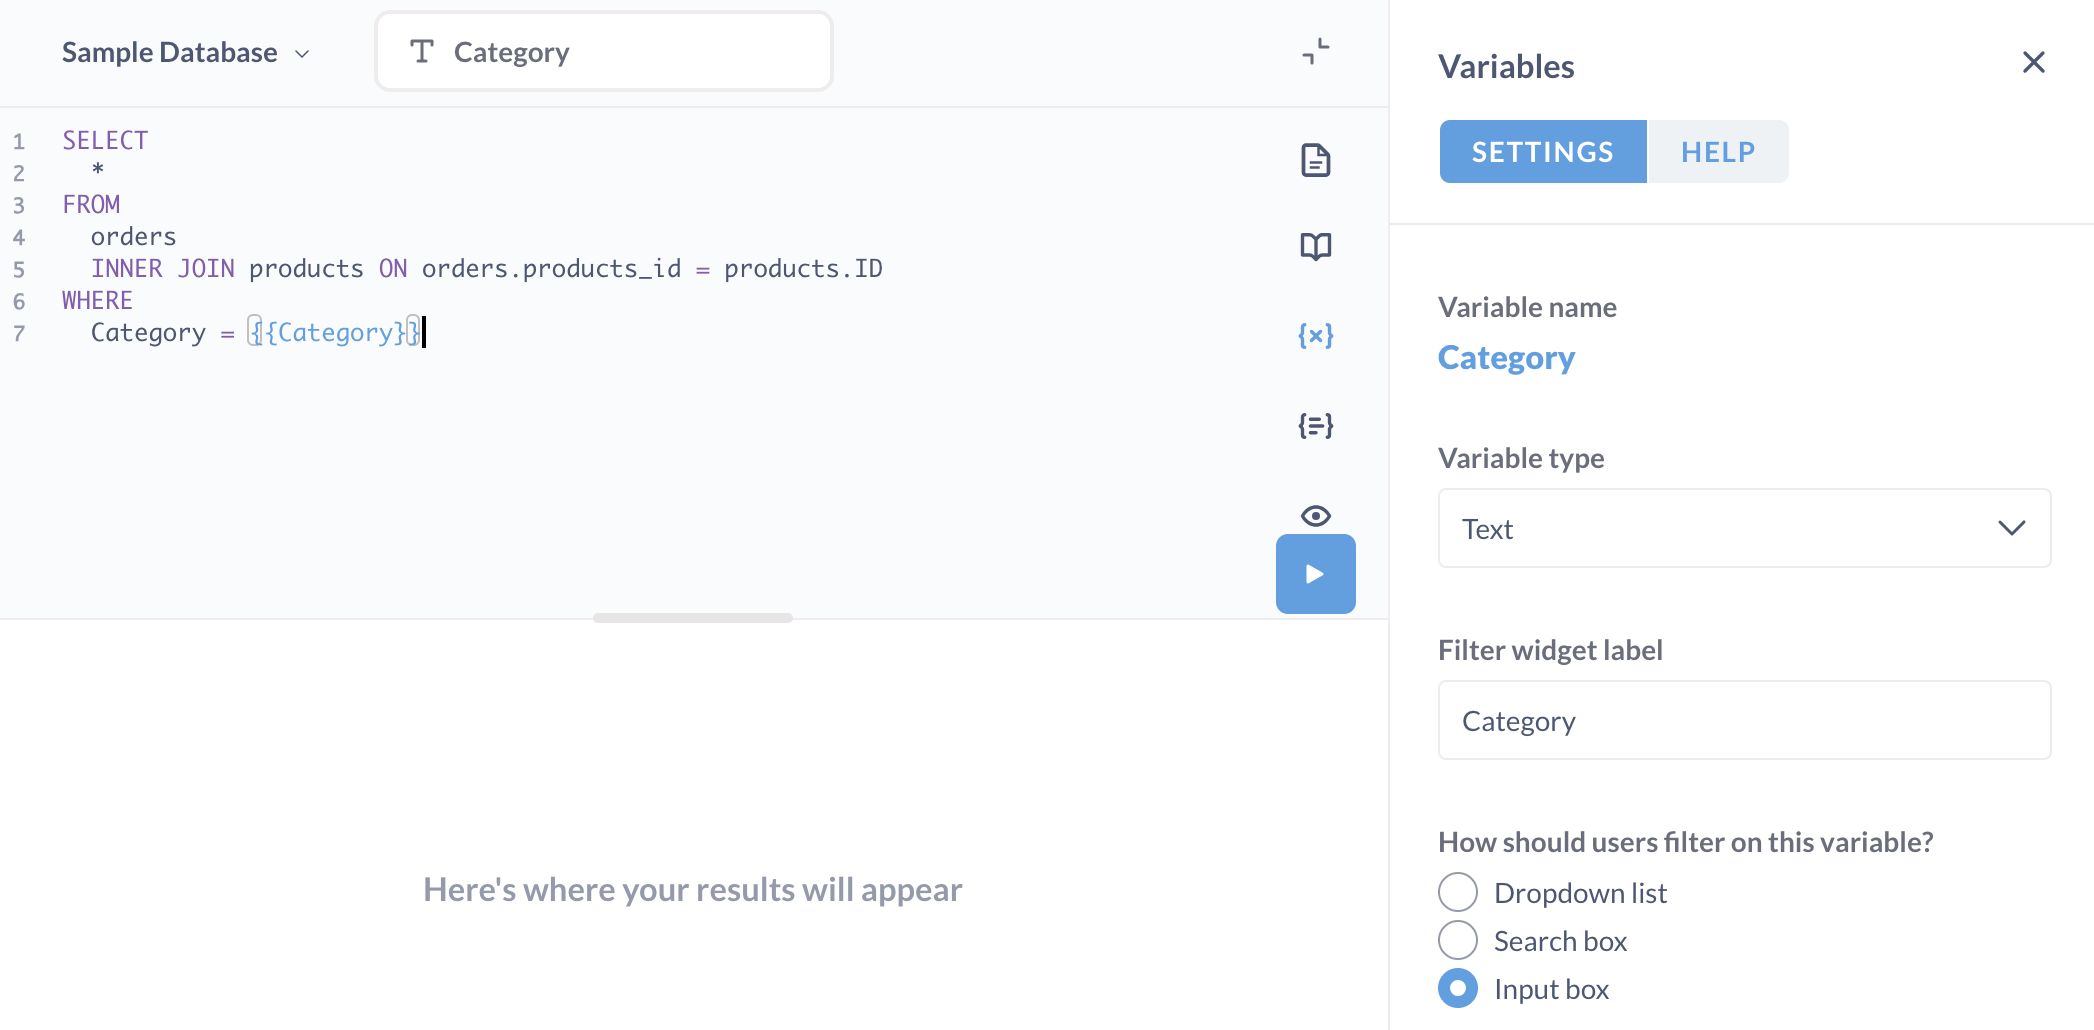 Sample Database
Category
1 SELECT
2   *
3 FROM
4   orders
5   INNER JOIN products ON orders.products_id = products.ID
6 WHERE
7   Category = {{Category}}
Here's where your results will appear
Variables
SETTINGS HELP
Variable name
Category
Variable type
Text
Filter widget label
Category
How should users filter on this variable?
Dropdown list
Search box
Input box